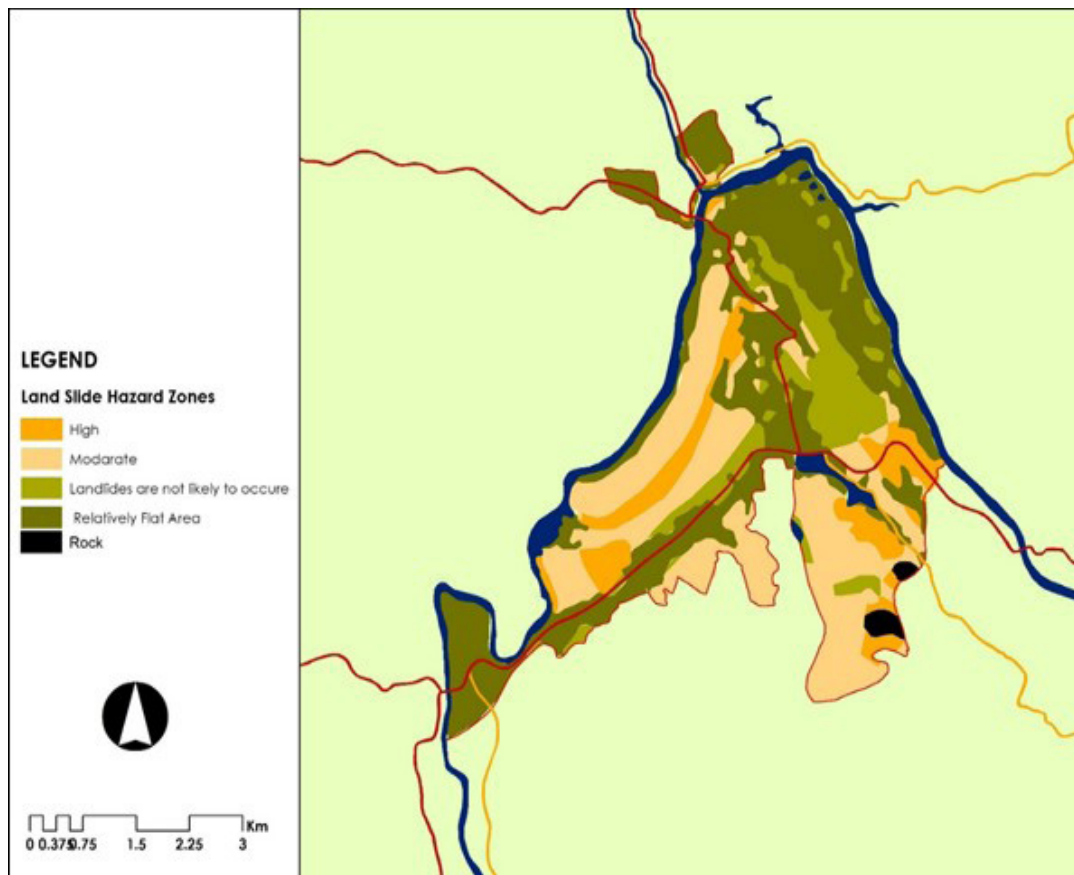 LEGEND
Land Slide Hazard Zones
High
Modarate
Landlides are not likely to occure
Relatively Flat Area
Rock
Km
0 0.375 0.75 1.5 2.25 3